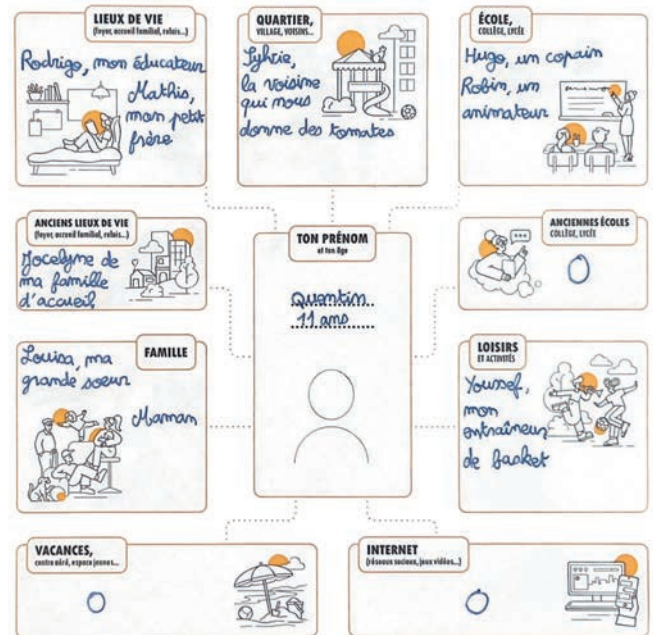 LIEUX DE VIE
(foyer, accueil familial, relais...)
Rodrigo, mon éducateur
Mathis,
mon petit
frère
QUARTIER,
VILLAGE, VOISINS...
Sylvie,
la voisine
qui nous
donne des tomates
ÉCOLE,
COLLÈGE, LYCÉE
Hugo, un copain
Robin, un
animateur
ANCIENS LIEUX DE VIE
(foyer, accueil familial, relais...)
Jocelyne de
ma famille
d'accueil
TON PRÉNOM
et ton âge
Quentin
11 ans
ANCIENNES ÉCOLES
COLLÈGE, LYCÉE
0
FAMILLE
Louisa, ma
grande soeur
Maman
LOISIRS
ET ACTIVITÉS
Youssef,
mon
entraîneur
de basket
VACANCES,
centre aéré, espace jeunes...
0
INTERNET
(réseaux sociaux, jeux vidéos...)
0